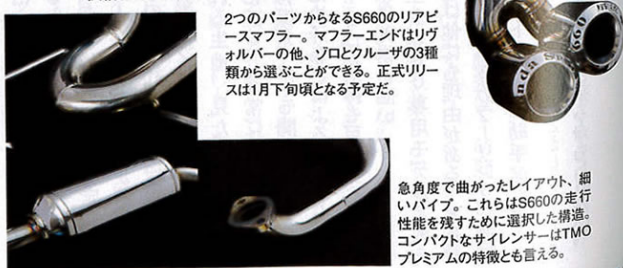 2つのパーツからなるS660のリアピ
ースマフラー。マフラーエンドはリヴ
ォルバーの他、ゾロとクルーザの3種
類から選ぶことができる。正式リリー
スは1月下旬頃となる予定だ。
急角度で曲がったレイアウト、細
いパイプ。これらはS660の走行
性能を残すために選択した構造。
コンパクトなサイレンサーはTMO
プレミアムの特徴とも言える。